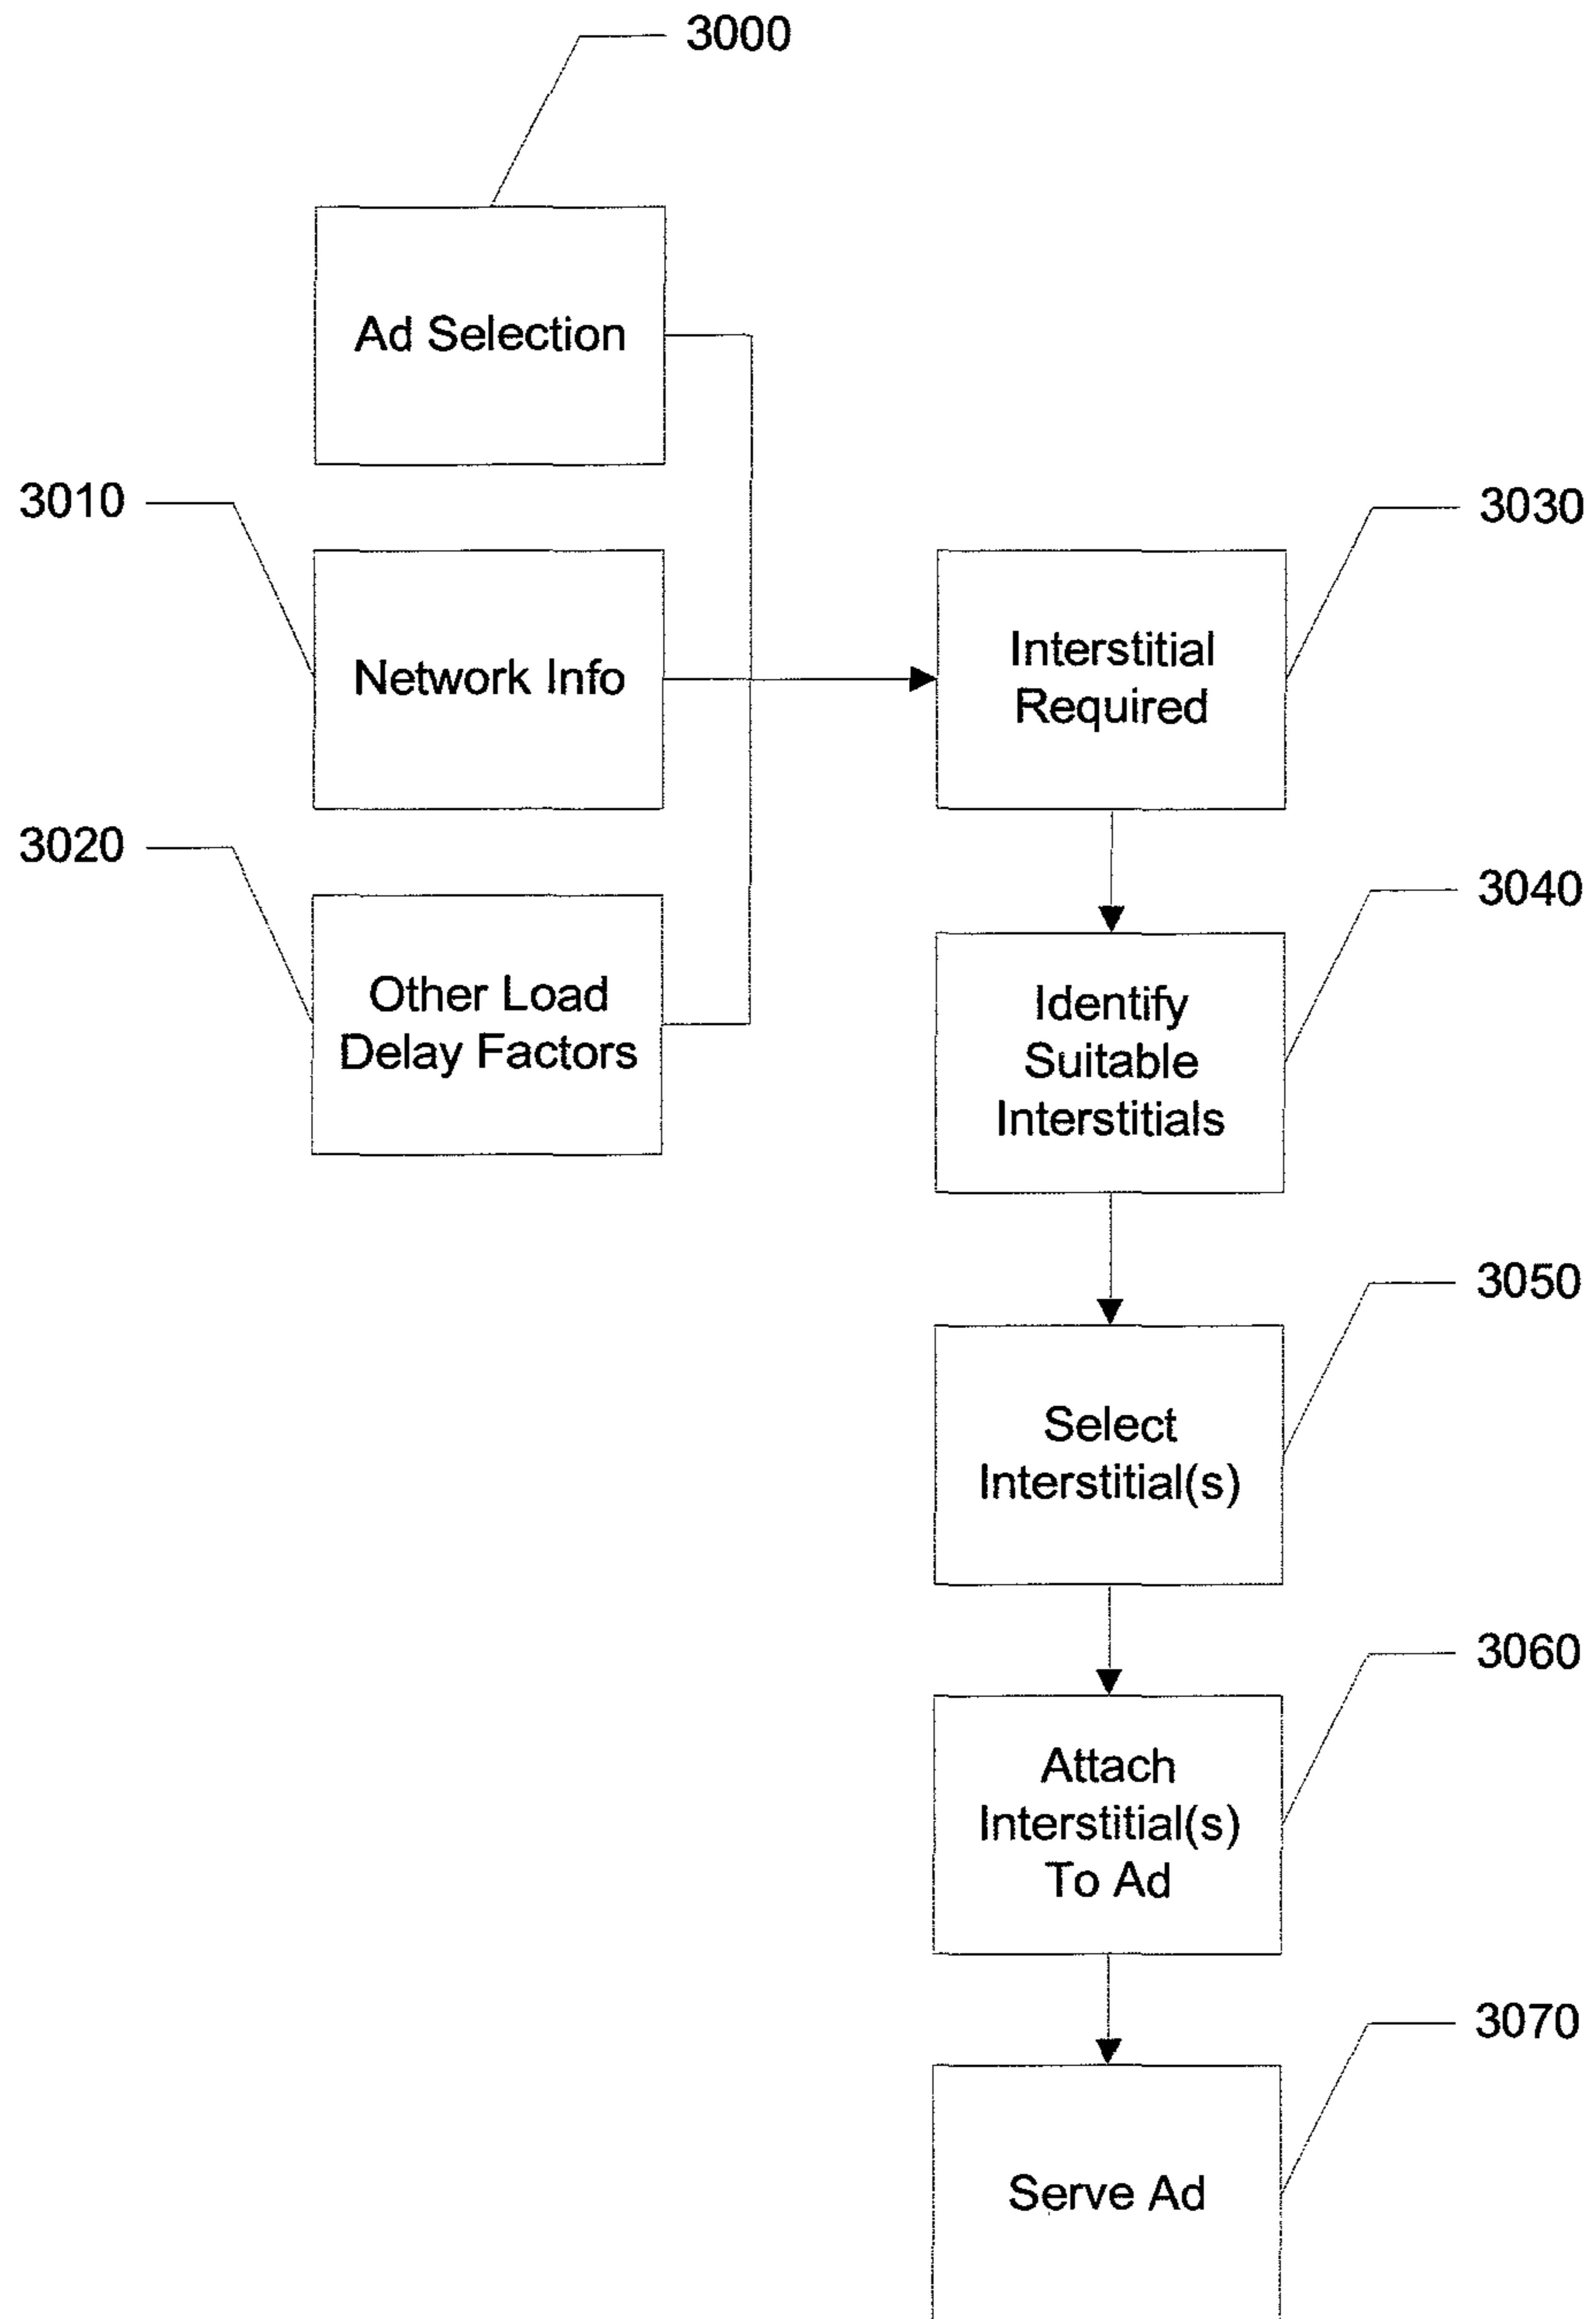 3000
Ad Selection
3010
Network Info
3020
Other Load
Delay Factors
3030
Interstitial
Required
3040
Identify
Suitable
Interstitials
3050
Select
Interstitial(s)
3060
Attach
Interstitial(s)
To Ad
3070
Serve Ad